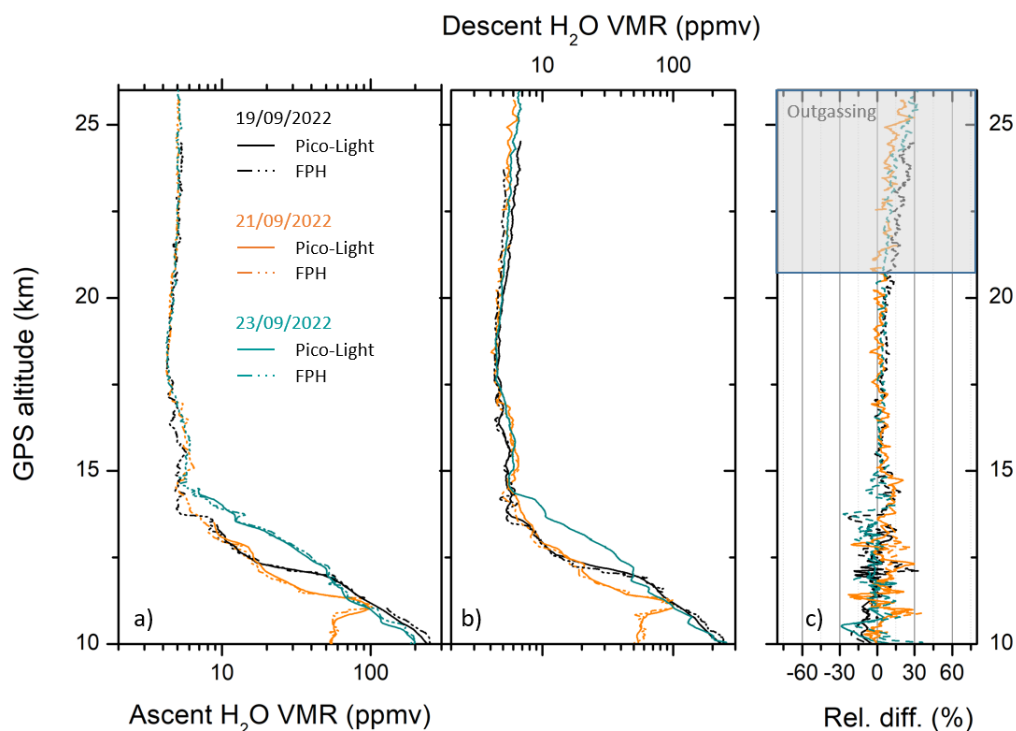 Descent H₂O VMR (ppmv)
10 100
25
20
15
10
GPS altitude (km)
19/09/2022
Pico-Light
FPH
21/09/2022
Pico-Light
FPH
23/09/2022
Pico-Light
FPH
a)
b)
Outgassing
c)
25
20
15
10
10 100
-60 -30 0 30 60
Ascent H₂O VMR (ppmv)
Rel. diff. (%)